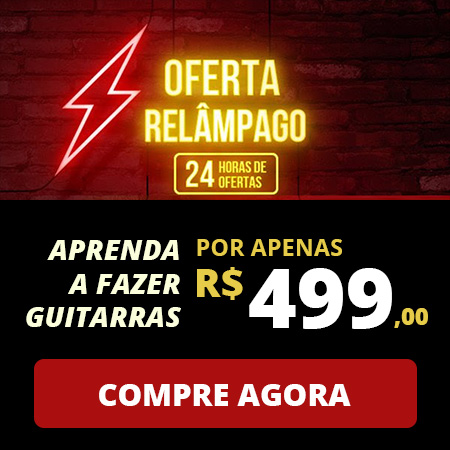 OFERTA
RELÂMPAGO
24 HORAS DE
OFERTAS
APRENDA
A FAZER
GUITARRAS
POR APENAS
R$ 499,00
COMPRE AGORA